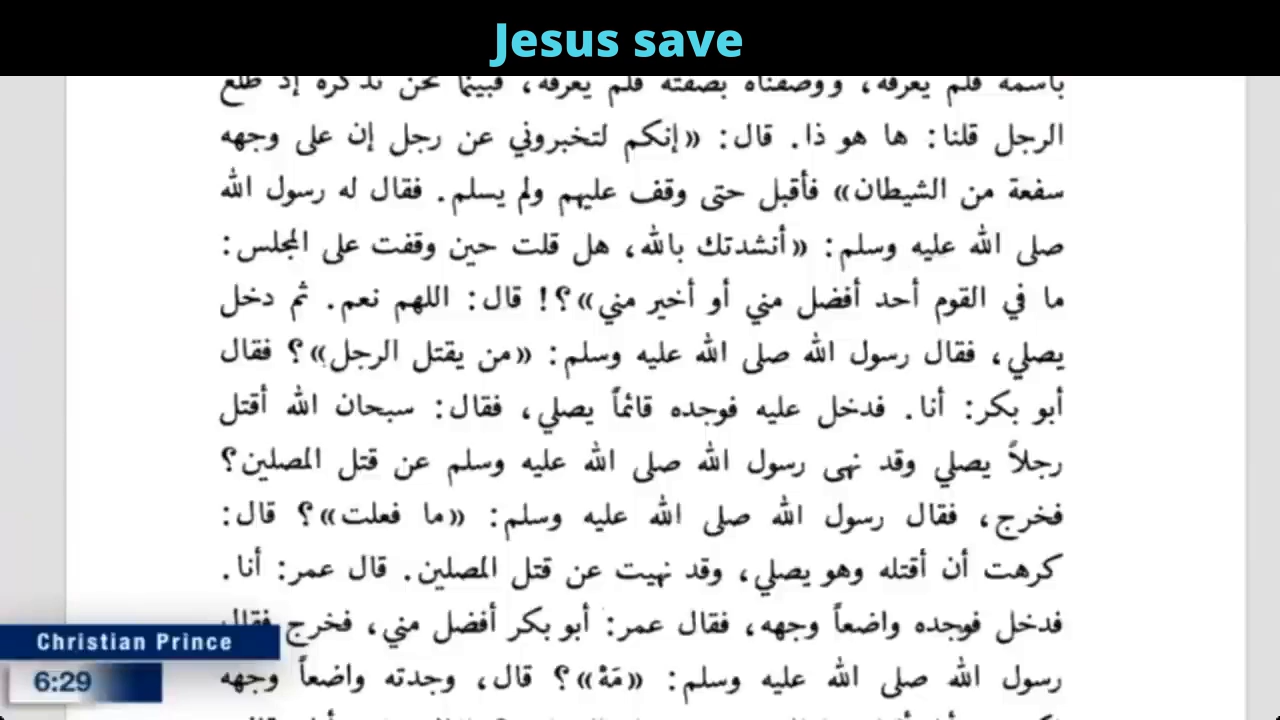 Jesus save
باسمه فلم يعرفه، ووصفناه بصفته فلم يعرفه، فبينما نحن نذكره إذ طلع
الرجل قلنا: ها هو ذا. قال: «إنكم لتخبروني عن رجل إن على وجهه
سفعة من الشيطان» فأقبل حتى وقف عليهم ولم يسلم. فقال له رسول الله
صلى الله عليه وسلم: «أنشدتك بالله، هل قلت حين وقفت على المجلس:
ما في القوم أحد أفضل مني أو أخير مني»؟! قال: اللهم نعم. ثم دخل
يصلي، فقال رسول الله صلى الله عليه وسلم: «من يقتل الرجل»؟ فقال
أبو بكر: أنا. فدخل عليه فوجده قائماً يصلي، فقال: سبحان الله أقتل
رجلاً يصلي وقد نهى رسول الله صلى الله عليه وسلم عن قتل المصلين؟
فخرج، فقال رسول الله صلى الله عليه وسلم: «ما فعلت»؟ قال:
كرهت أن أقتله وهو يصلي، وقد نهيت عن قتل المصلين. قال عمر: أنا.
فدخل فوجده واضعاً وجهه، فقال عمر: أبو بكر أفضل مني، فخرج فقال
رسول الله صلى الله عليه وسلم: «مَهْ»؟ قال، وجدته واضعاً وجهه
Christian Prince
6:29